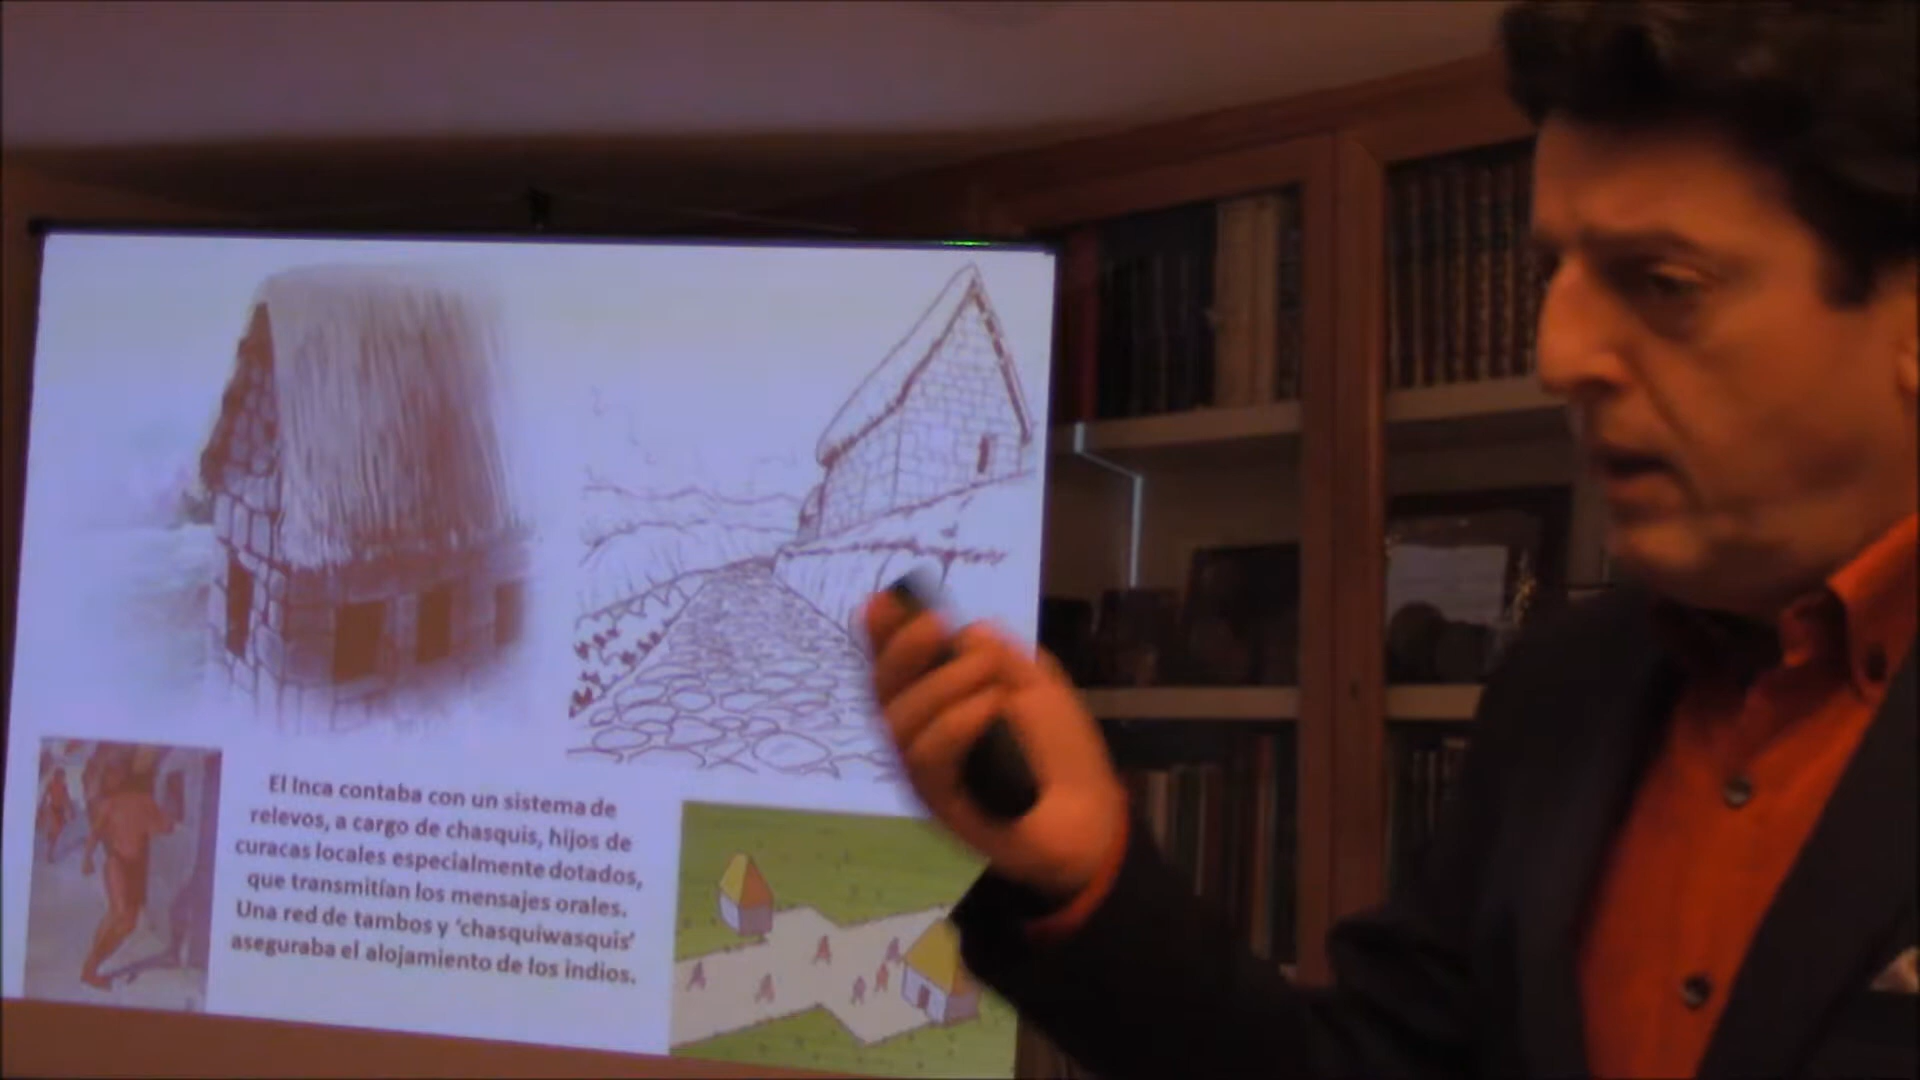 El Inca contaba con un sistema de
relevos, a cargo de chasquis, hijos de
curacas locales especialmente dotados,
que transmitían los mensajes orales.
Una red de tambos y ‘chasquiwasquis’
aseguraba el alojamiento de los indios.